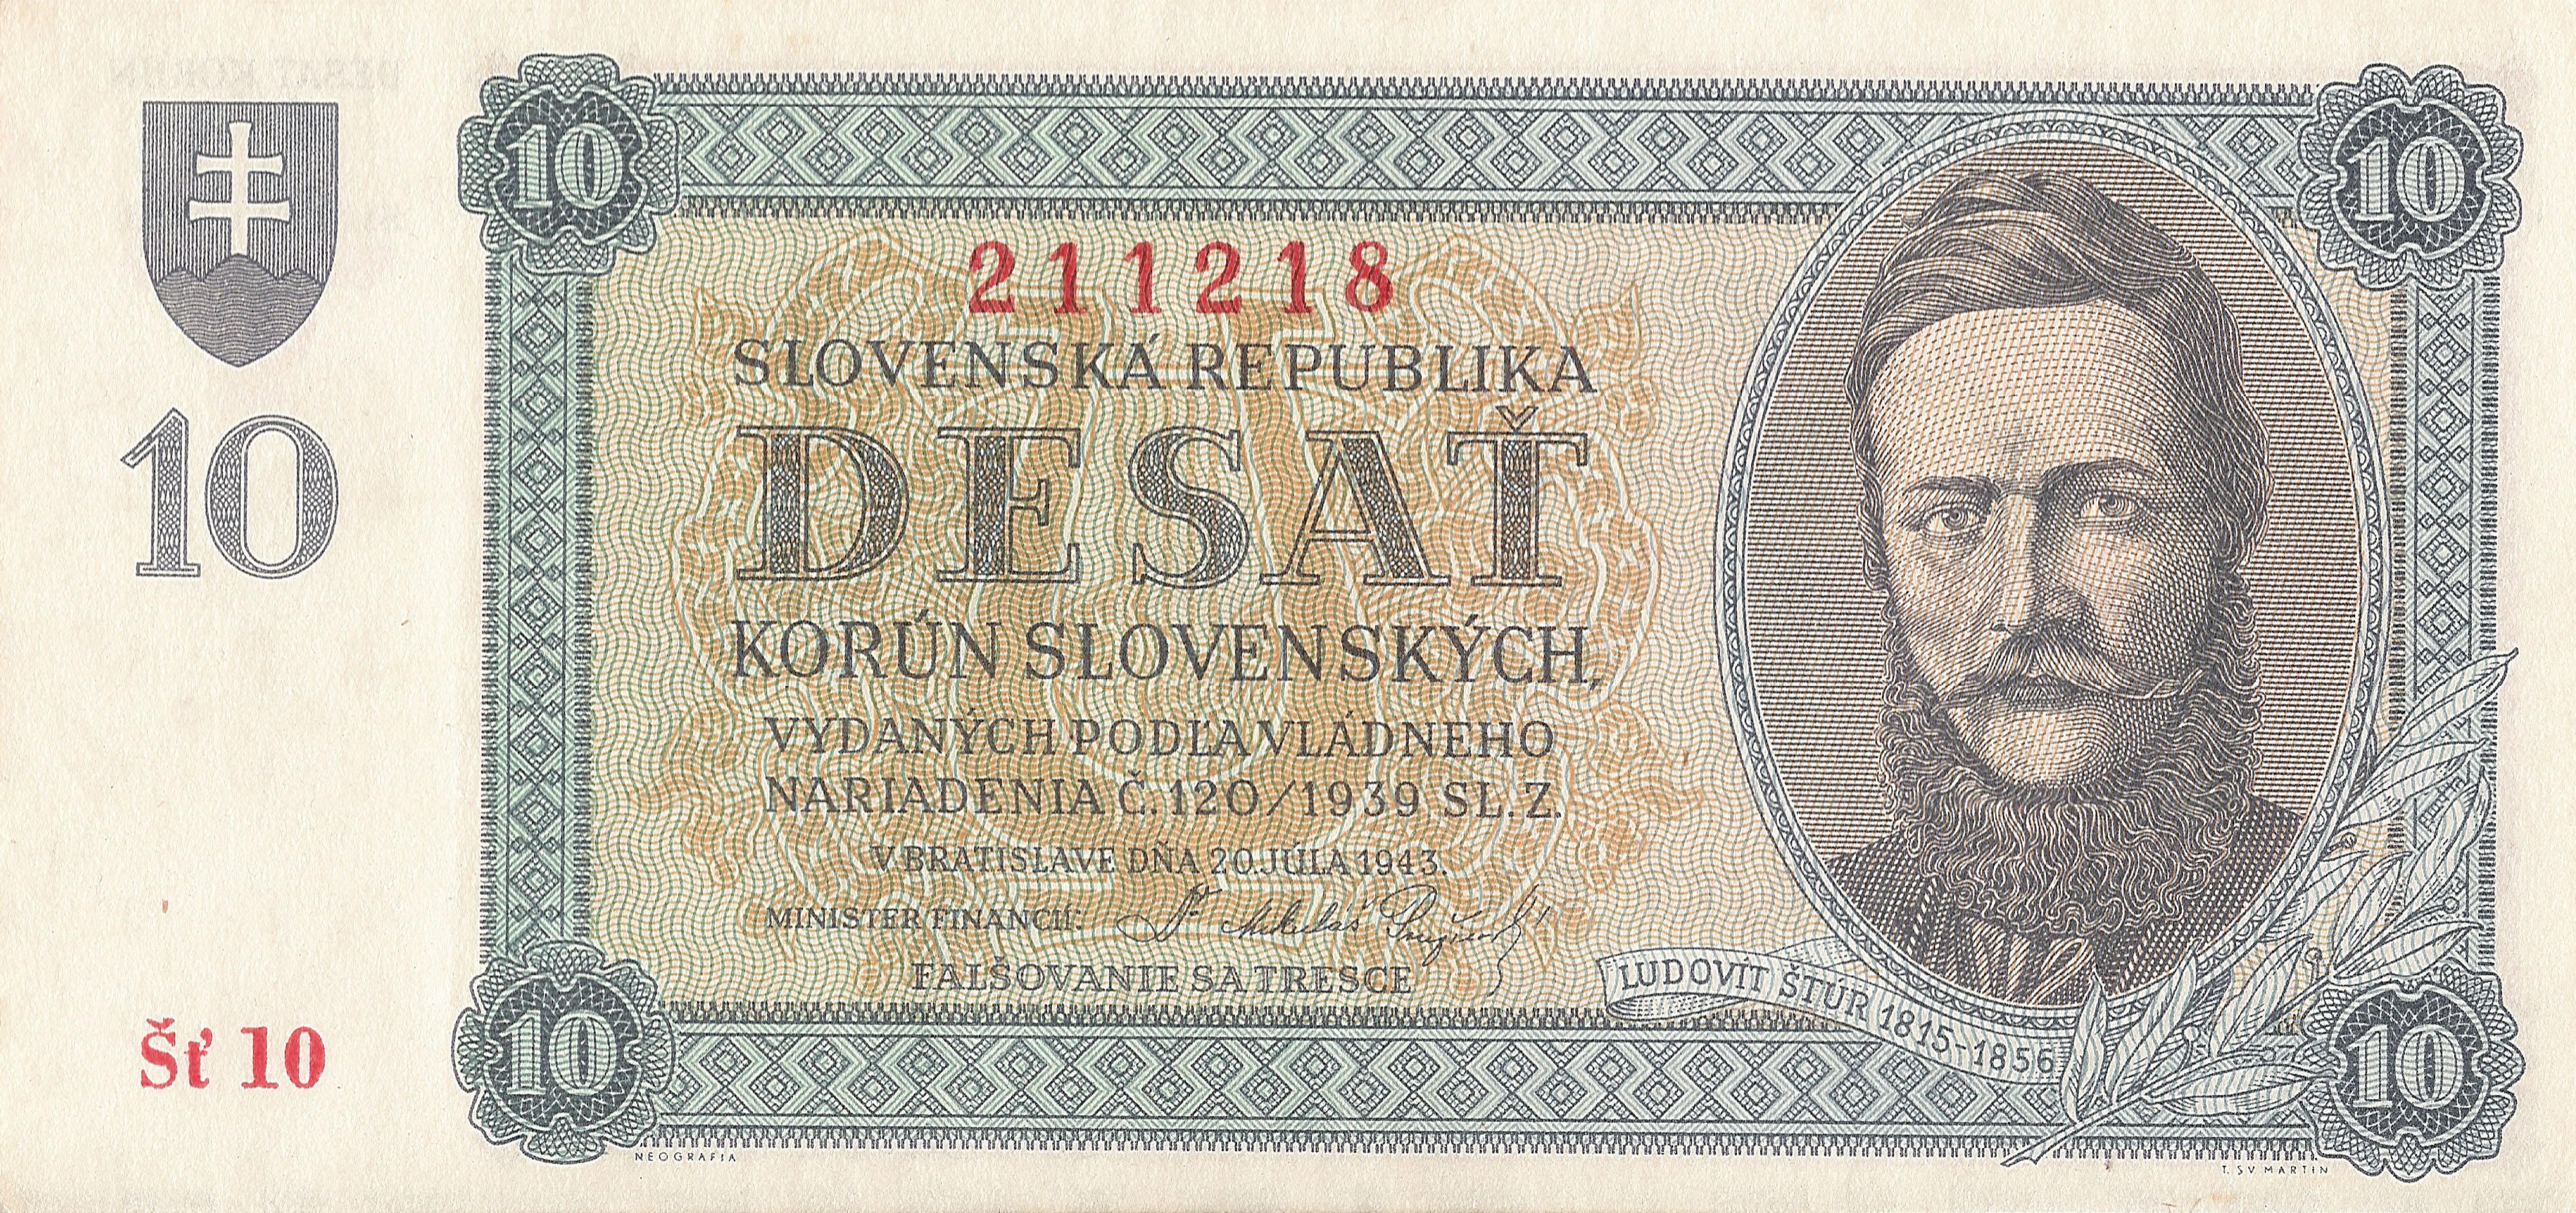 10
10
211218
SLOVENSKÁ REPUBLIKA
DESAŤ
KORÚN SLOVENSKÝCH,
VYDANÝCH PODĽA VLÁDNEHO
NARIADENIA Č. 120/1939 SL. Z.
V BRATISLAVE DŇA 20. JÚLA 1943.
MINISTER FINANCIÍ:
FALŠOVANIE SA TRESCE
10
Šť 10
ĽUDOVÍT ŠTÚR 1815-1856
10
10
NEOGRAFIA
T. SV MARTIN